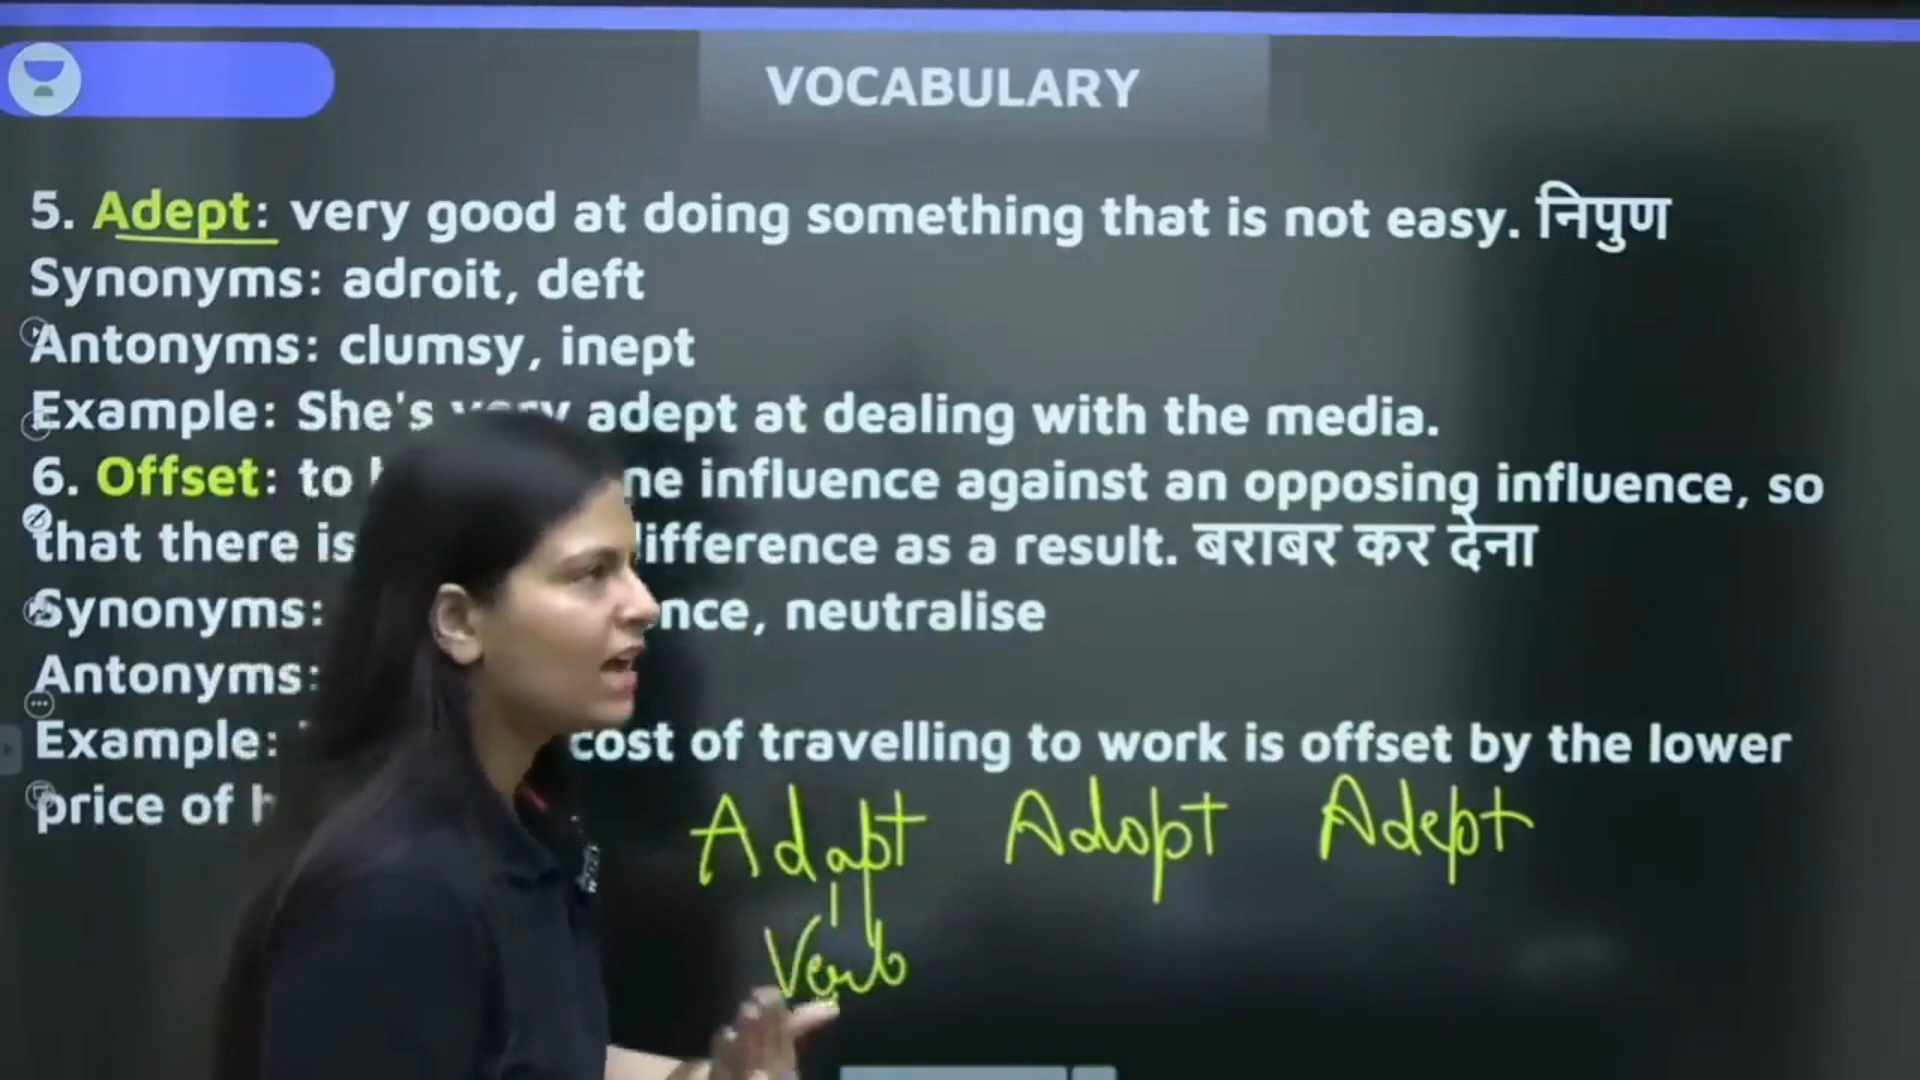 VOCABULARY
5. Adept: very good at doing something that is not easy. निपुण
Synonyms: adroit, deft
Antonyms: clumsy, inept
Example: She's very adept at dealing with the media.
6. Offset: to influence against an opposing influence, so
that there is difference as a result. बराबर कर देना
Synonyms: neutralise
Antonyms:
Example: cost of travelling to work is offset by the lower
price of
Adapt Adopt Adept
Verb